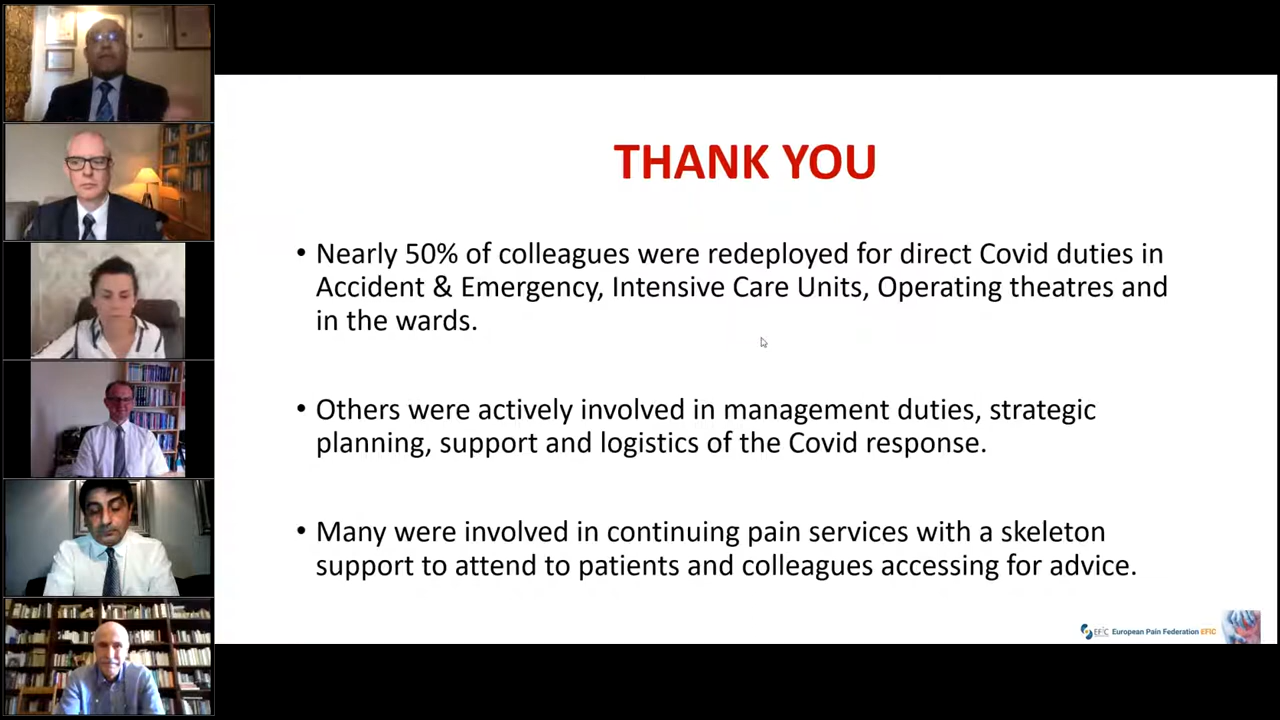 THANK YOU
• Nearly 50% of colleagues were redeployed for direct Covid duties in
Accident & Emergency, Intensive Care Units, Operating theatres and
in the wards.
• Others were actively involved in management duties, strategic
planning, support and logistics of the Covid response.
• Many were involved in continuing pain services with a skeleton
support to attend to patients and colleagues accessing for advice.
EFIC European Pain Federation EFIC